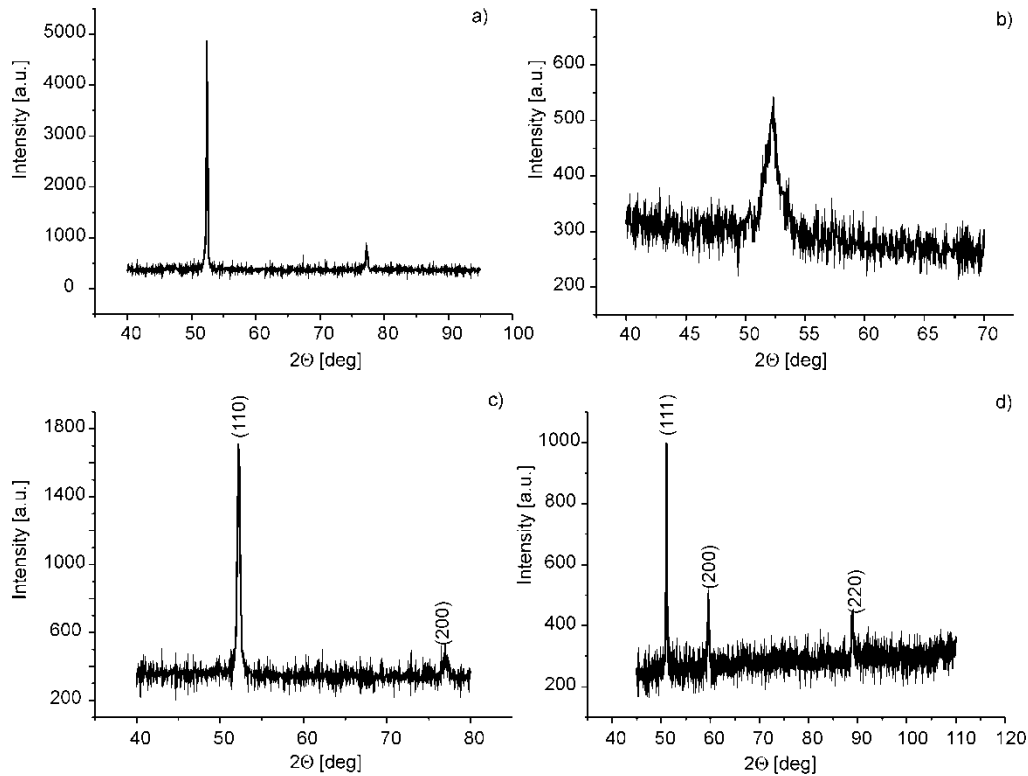 a)
5000
4000
3000
2000
1000
0
Intensity [a.u.]
40 50 60 70 80 90 100
2Θ [deg]
b)
600
500
400
300
200
Intensity [a.u.]
40 45 50 55 60 65 70
2Θ [deg]
c)
(110)
(200)
1800
1400
1000
600
200
Intensity [a.u.]
40 50 60 70 80
2Θ [deg]
d)
(111)
(200)
(220)
1000
800
600
400
200
Intensity [a.u.]
40 50 60 70 80 90 100 110 120
2Θ [deg]